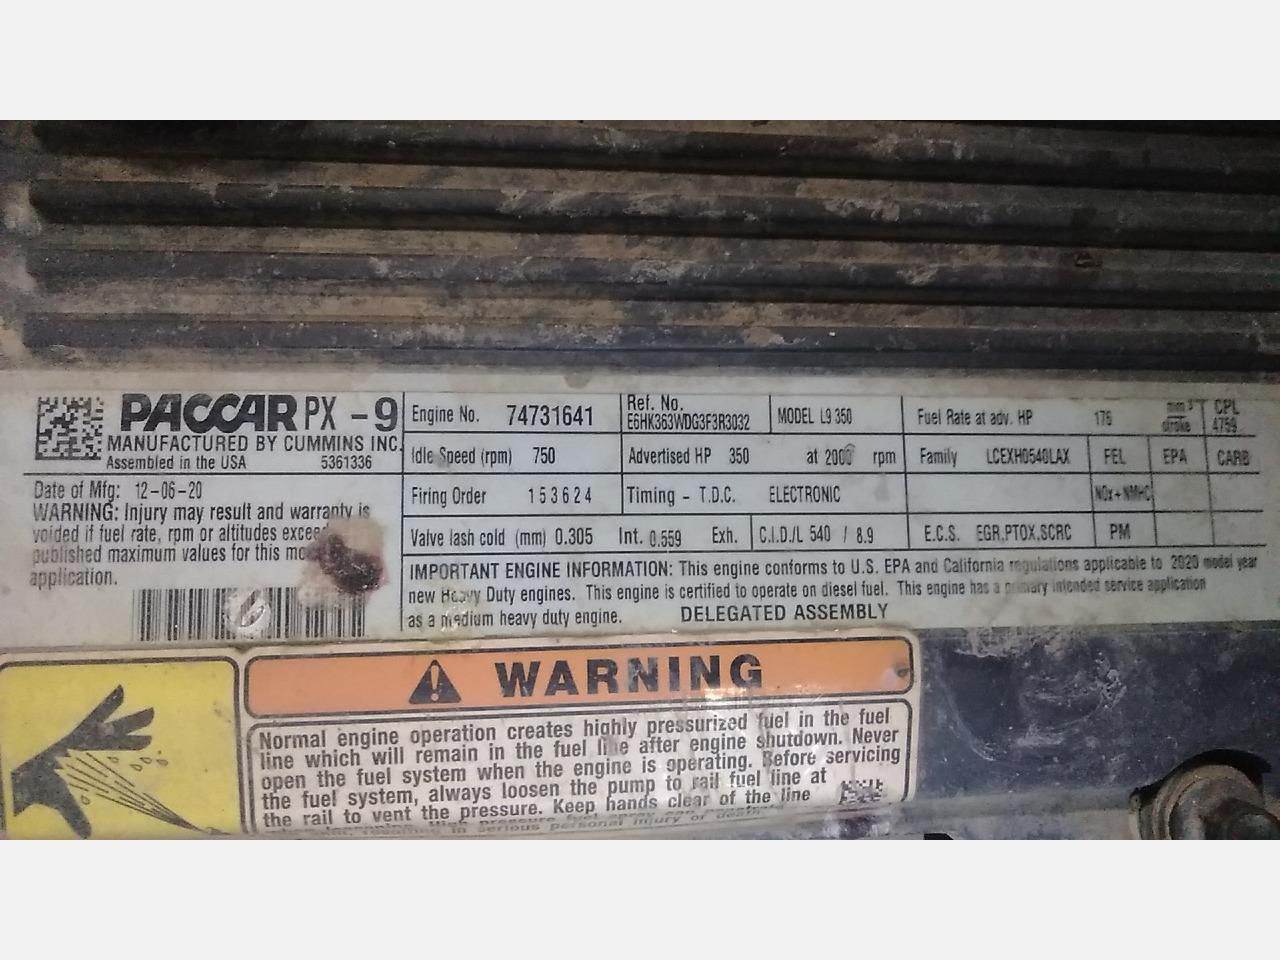 PACCAR PX -9
MANUFACTURED BY CUMMINS INC.
Assembled in the USA 5361336
Date of Mfg: 12-06-20
WARNING: Injury may result and warranty is
voided if fuel rate, rpm or altitudes exceed
published maximum values for this
application.
Engine No. 74731641
Ref. No.
E6HK363WDG3F3R3032
MODEL L9 350
Fuel Rate at adv. HP 176 mm³ stroke
CPL
4759
Idle Speed (rpm) 750
Advertised HP 350 at 2000 rpm
Family LCEXH0540LAX
FEL EPA CARB
Firing Order 153624
Timing - T.D.C. ELECTRONIC
NOx+NMHC
Valve lash cold (mm) 0.305 Int. 0.559 Exh.
C.I.D./L 540 / 8.9
E.C.S. EGR,PTOX,SCRC
PM
IMPORTANT ENGINE INFORMATION: This engine conforms to U.S. EPA and California regulations applicable to 2020 model year
new Heavy Duty engines. This engine is certified to operate on diesel fuel. This engine has a primary intended service application
as a medium heavy duty engine. DELEGATED ASSEMBLY
WARNING
Normal engine operation creates highly pressurized fuel in the fuel
line which will remain in the fuel line after engine shutdown. Never
open the fuel system when the engine is operating. Before servicing
the fuel system, always loosen the pump to rail fuel line at
the rail to vent the pressure. Keep hands clear of the line